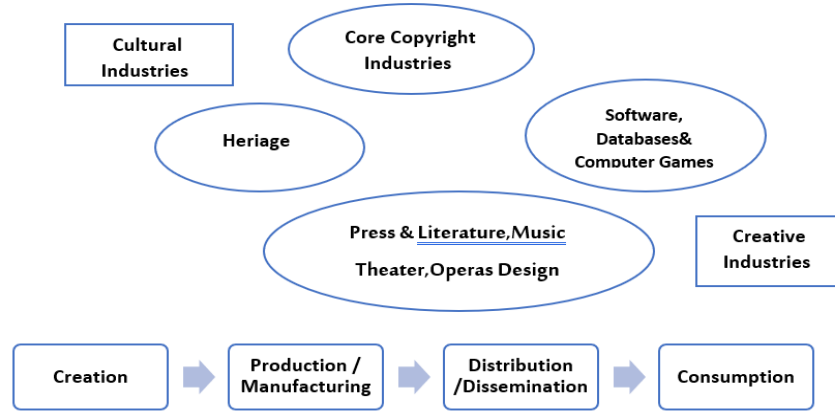 Cultural
Industries
Core Copyright
Industries
Heriage
Software,
Databases&
Computer Games
Press & Literature,Music
Theater,Operas Design
Creative
Industries
Creation
Production /
Manufacturing
Distribution
/Dissemination
Consumption